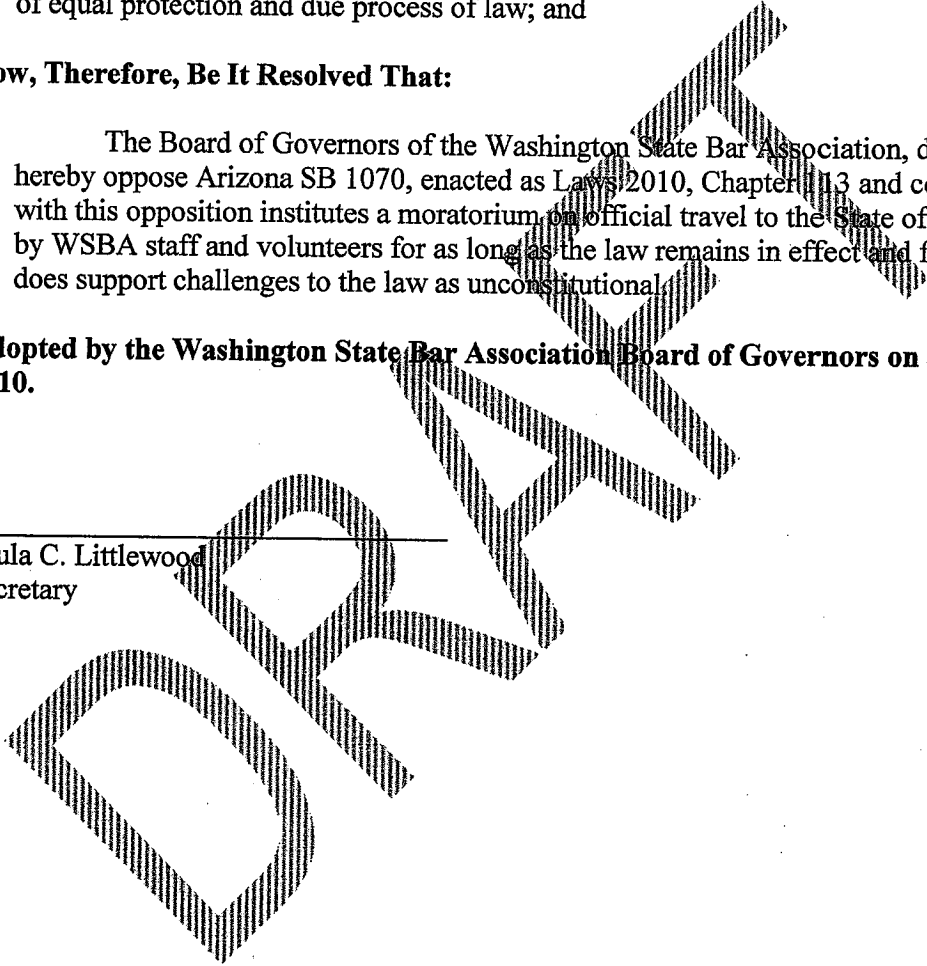 of equal protection and due process of law; and
ow, Therefore, Be It Resolved That:
The Board of Governors of the Washington State Bar Association, d
hereby oppose Arizona SB 1070, enacted as Laws 2010, Chapter 113 and c
with this opposition institutes a moratorium on official travel to the State of
by WSBA staff and volunteers for as long as the law remains in effect and f
does support challenges to the law as unconstitutional.
dopted by the Washington State Bar Association Board of Governors on
10.
ula C. Littlewood
cretary
DRAFT